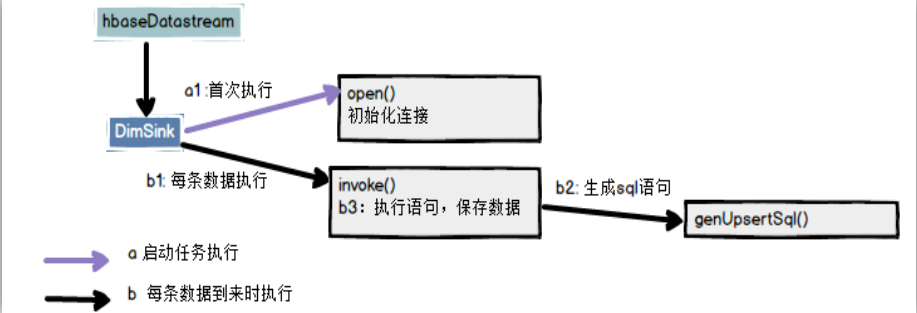 hbaseDatastream
a1 :首次执行
open()
初始化连接
DimSink
b1: 每条数据执行
invoke()
b3：执行语句，保存数据
b2: 生成sql语句
genUpsertSql()
a 启动任务执行
b 每条数据到来时执行